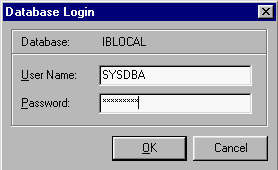 Database Login
Database: IBLOCAL
User Name: SYSDBA
Password: *********
OK Cancel